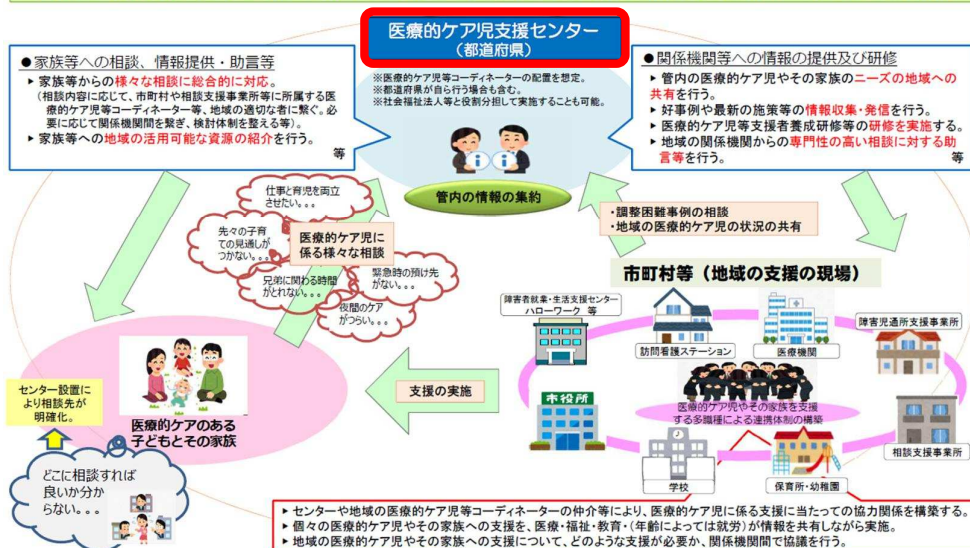 医療的ケア児支援センター
（都道府県）
●家族等への相談、情報提供・助言等
▶ 家族等からの様々な相談に総合的に対応。
（相談内容に応じて、市町村や相談支援事業所等に所属する医
療的ケア児等コーディネーター等、地域の適切な者に繋ぐ。必
要に応じて関係機関間を繋ぎ、検討体制を整える等）。
▶ 家族等への地域の活用可能な資源の紹介を行う。
等
※医療的ケア児等コーディネーターの配置を想定。
※都道府県が自ら行う場合も含む。
※社会福祉法人等と役割分担して実施することも可能。
管内の情報の集約
●関係機関等への情報の提供及び研修
▶ 管内の医療的ケア児やその家族のニーズの地域への
共有を行う。
▶ 好事例や最新の施策等の情報収集・発信を行う。
▶ 医療的ケア児等支援者養成研修等の研修を実施する。
▶ 地域の関係機関からの専門性の高い相談に対する助
言等を行う。
等
仕事と育児を両立
させたい。。。
先々の子育
ての見通しが
つかない。。。
医療的ケア児に
係る様々な相談
兄弟に関わる時間
がとれない。。。
緊急時の預け先
がない。。。
夜間のケア
がつらい。。。
・調整困難事例の相談
・地域の医療的ケア児の状況の共有
市町村等（地域の支援の現場）
障害者就業・生活支援センター
ハローワーク 等
訪問看護ステーション
医療機関
障害児通所支援事業所
市役所
医療的ケア児やその家族を支援
する多職種による連携体制の構築
相談支援事業所
学校
保育所・幼稚園
支援の実施
医療的ケアのある
子どもとその家族
センター設置に
より相談先が
明確化。
どこに相談すれば
良いか分か
らない。。。
▶ センターや地域の医療的ケア児等コーディネーターの仲介等により、医療的ケア児に係る支援に当たっての協力関係を構築する。
▶ 個々の医療的ケア児やその家族への支援を、医療・福祉・教育・（年齢によっては就労）が情報を共有しながら実施。
▶ 地域の医療的ケア児やその家族への支援について、どのような支援が必要か、関係機関間で協議を行う。